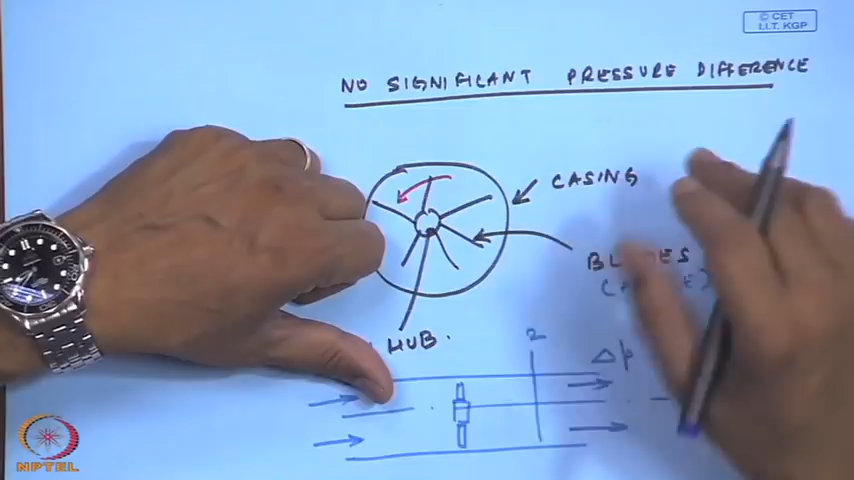 © CET
I.I.T. KGP
NO SIGNIFICANT PRESSURE DIFFERENCE
CASING
HUB.
2
Δp
NPTEL